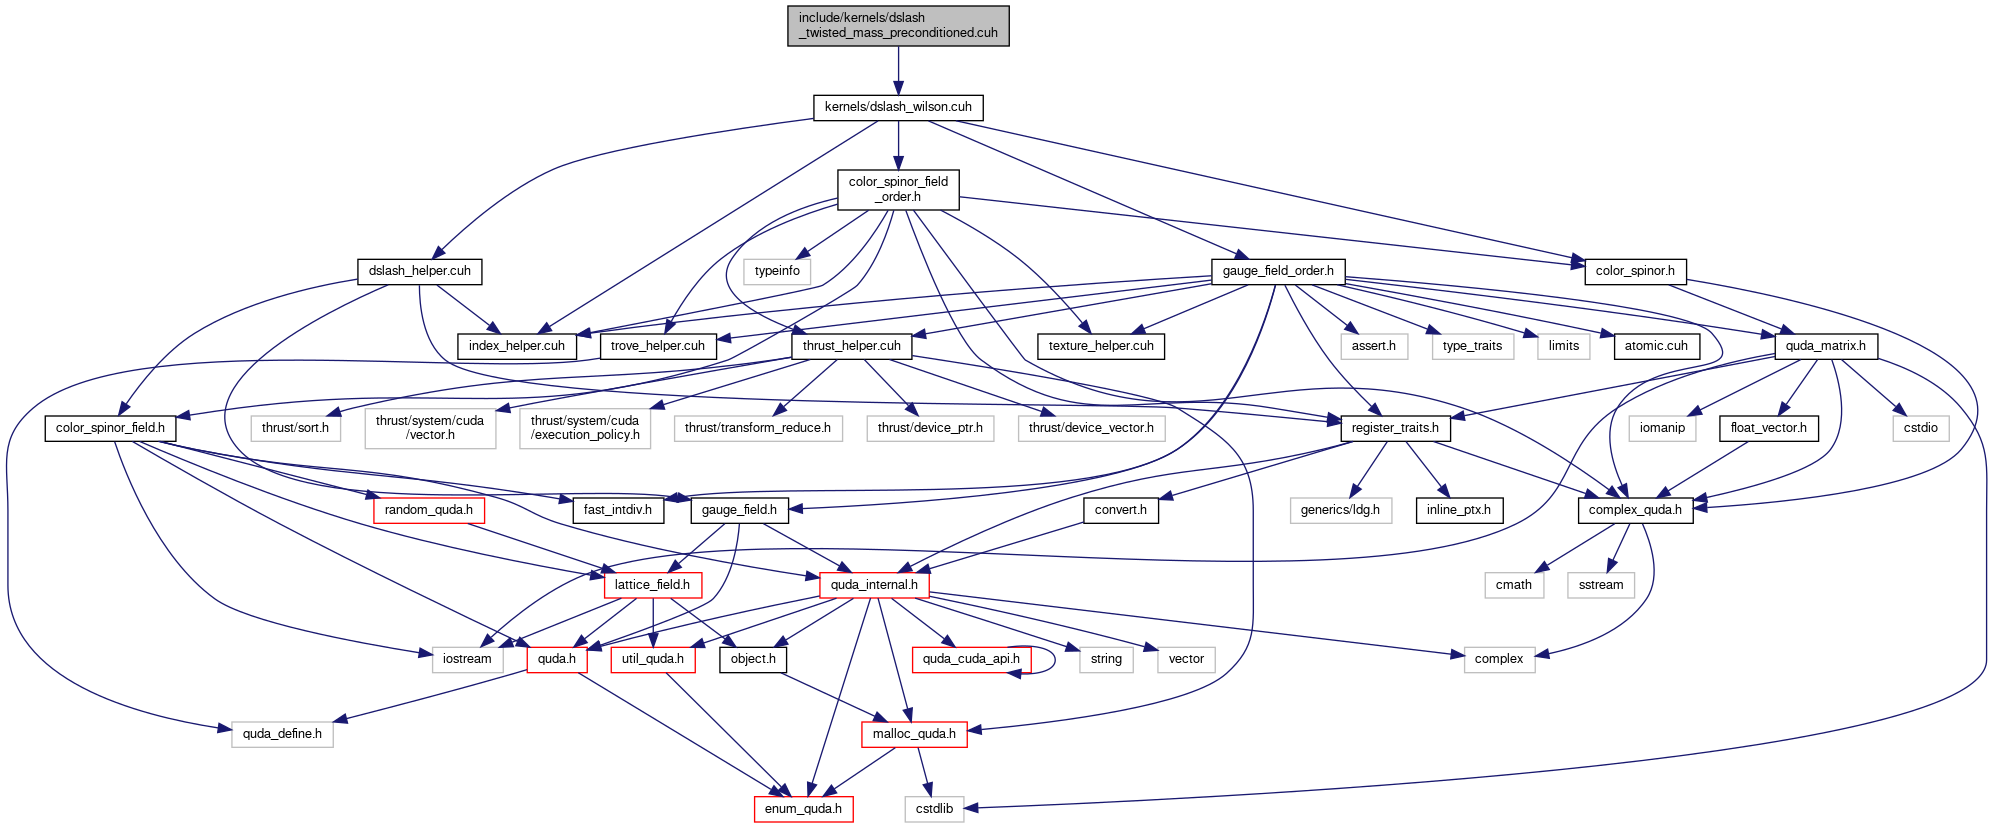 include/kernels/dslash
_twisted_mass_preconditioned.cuh
kernels/dslash_wilson.cuh
color_spinor_field
_order.h
dslash_helper.cuh
typeinfo
gauge_field_order.h
color_spinor.h
index_helper.cuh
trove_helper.cuh
thrust_helper.cuh
texture_helper.cuh
assert.h
type_traits
limits
atomic.cuh
quda_matrix.h
color_spinor_field.h
thrust/sort.h
thrust/system/cuda
/vector.h
thrust/system/cuda
/execution_policy.h
thrust/transform_reduce.h
thrust/device_ptr.h
thrust/device_vector.h
register_traits.h
iomanip
float_vector.h
cstdio
random_quda.h
fast_intdiv.h
gauge_field.h
convert.h
generics/ldg.h
inline_ptx.h
complex_quda.h
lattice_field.h
quda_internal.h
cmath
sstream
iostream
quda.h
util_quda.h
object.h
quda_cuda_api.h
string
vector
complex
quda_define.h
malloc_quda.h
enum_quda.h
cstdlib